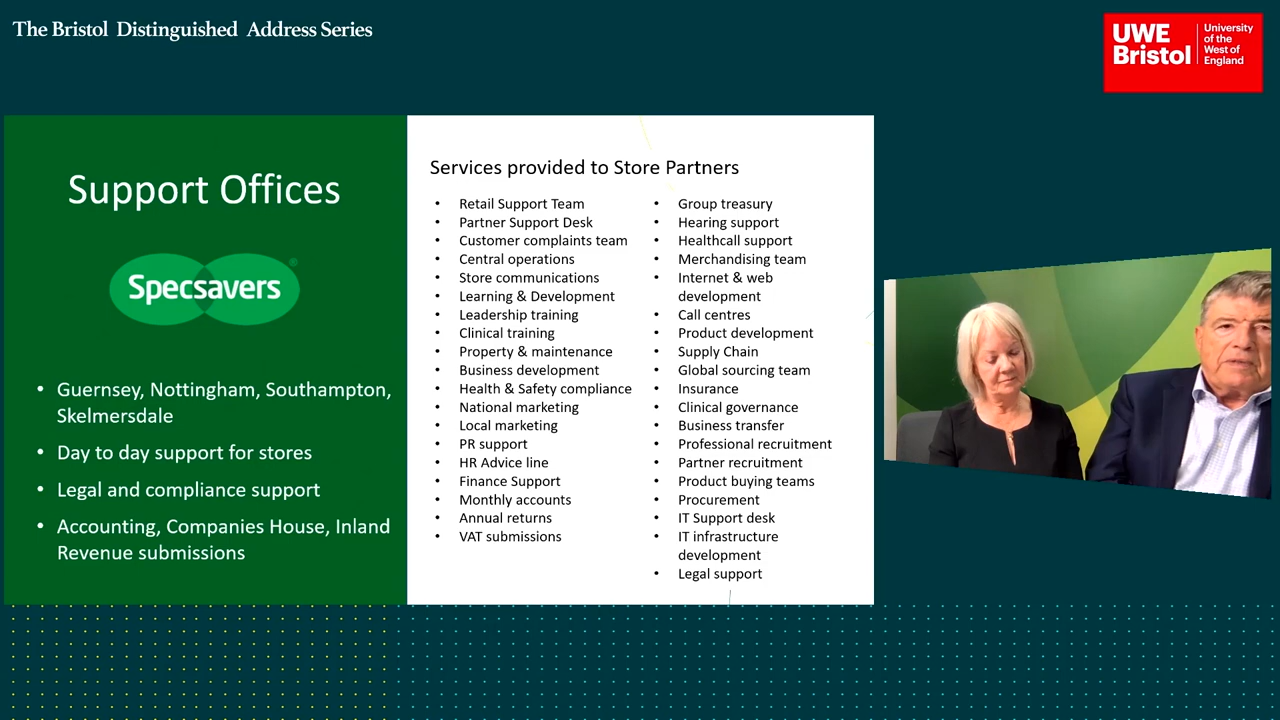 The Bristol Distinguished Address Series
UWE
Bristol
University
of the
West of
England
Support Offices
Specsavers
®
• Guernsey, Nottingham, Southampton,
Skelmersdale
• Day to day support for stores
• Legal and compliance support
• Accounting, Companies House, Inland
Revenue submissions
Services provided to Store Partners
• Retail Support Team
• Partner Support Desk
• Customer complaints team
• Central operations
• Store communications
• Learning & Development
• Leadership training
• Clinical training
• Property & maintenance
• Business development
• Health & Safety compliance
• National marketing
• Local marketing
• PR support
• HR Advice line
• Finance Support
• Monthly accounts
• Annual returns
• VAT submissions
• Group treasury
• Hearing support
• Healthcall support
• Merchandising team
• Internet & web
development
• Call centres
• Product development
• Supply Chain
• Global sourcing team
• Insurance
• Clinical governance
• Business transfer
• Professional recruitment
• Partner recruitment
• Product buying teams
• Procurement
• IT Support desk
• IT infrastructure
development
• Legal support